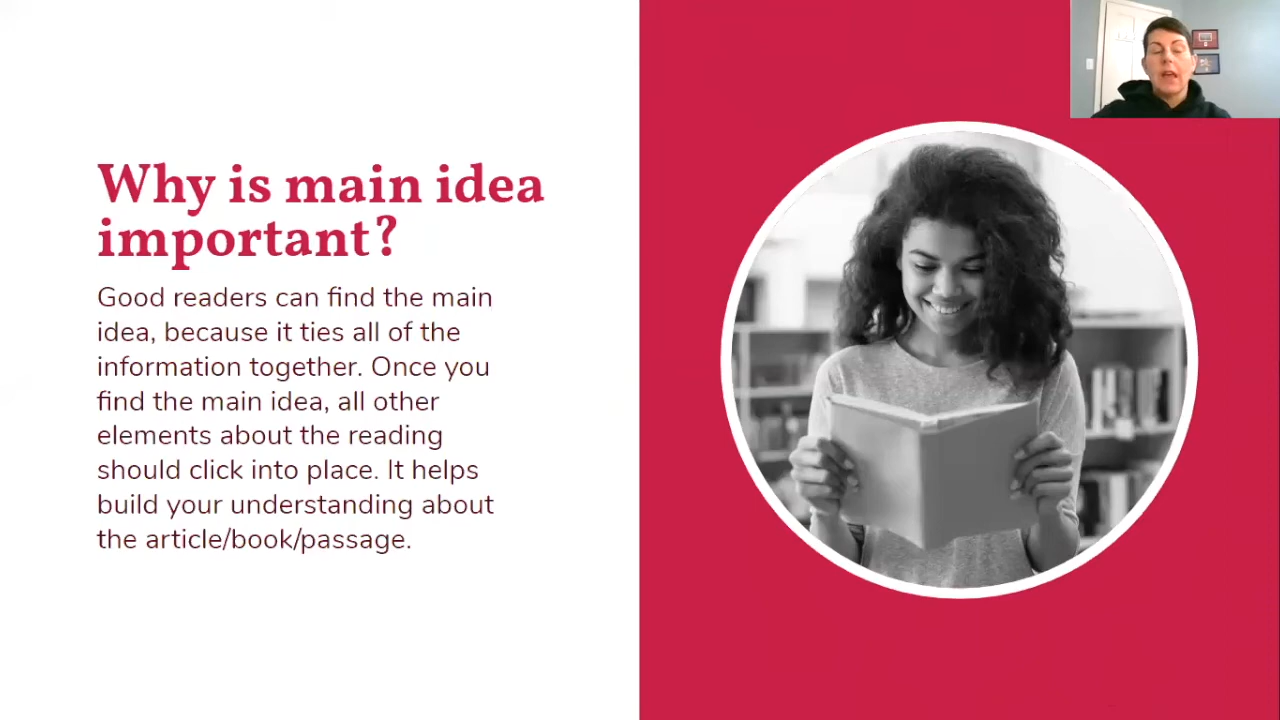 Why is main idea
important?
Good readers can find the main
idea, because it ties all of the
information together. Once you
find the main idea, all other
elements about the reading
should click into place. It helps
build your understanding about
the article/book/passage.